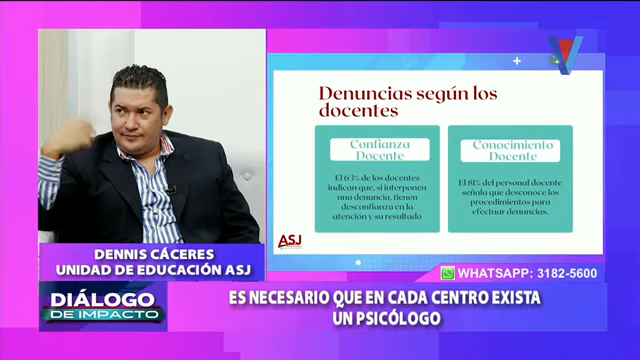 Denuncias según los
docentes
Confianza
Docente
El 63% de los docentes
indican que, si interponen
una denuncia, tienen
desconfianza en la
atención y su resultado
Conocimiento
Docente
El 81% del personal docente
señala que desconoce los
procedimientos para
efectuar denuncias.
ASJ
DENNIS CÁCERES
UNIDAD DE EDUCACIÓN ASJ
WHATSAPP: 3182-5600
DIÁLOGO
DE IMPACTO
ES NECESARIO QUE EN CADA CENTRO EXISTA
UN PSICÓLOGO